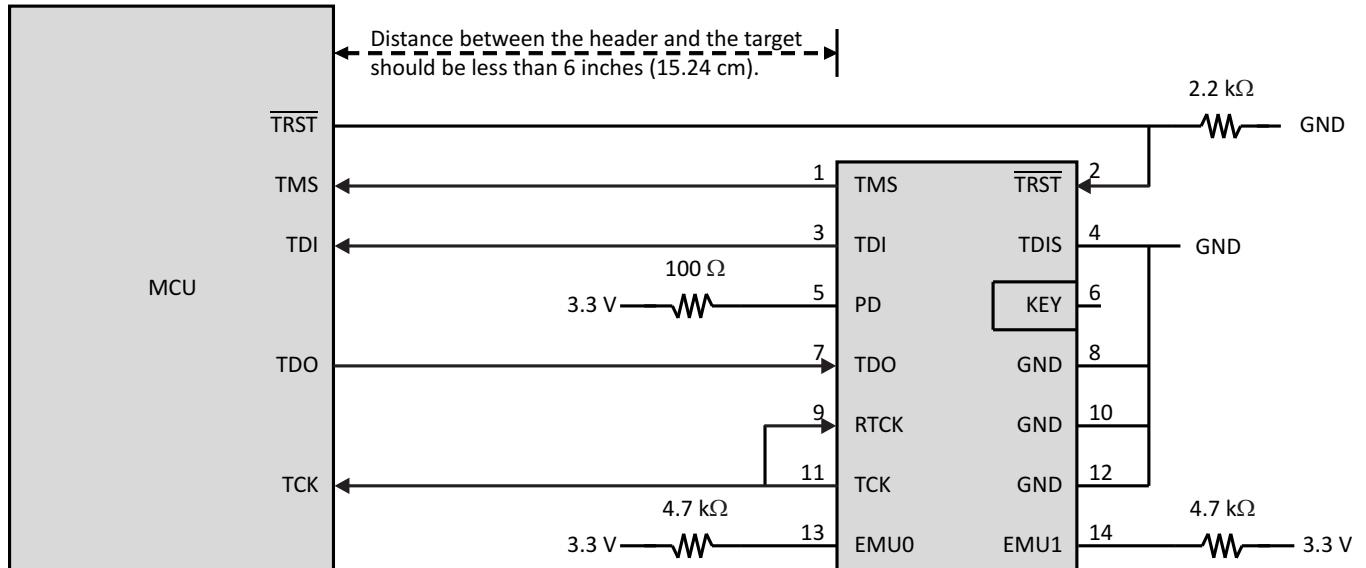 Distance between the header and the target
should be less than 6 inches (15.24 cm).
2.2 kΩ
TRST
GND
TMS
1
TMS
TRST
2
TDI
3
TDI
TDIS
4
GND
100 Ω
MCU
3.3 V
5
PD
KEY
6
TDO
7
TDO
GND
8
9
RTCK
GND
10
TCK
11
TCK
GND
12
4.7 kΩ
4.7 kΩ
3.3 V
13
EMU0
EMU1
14
3.3 V